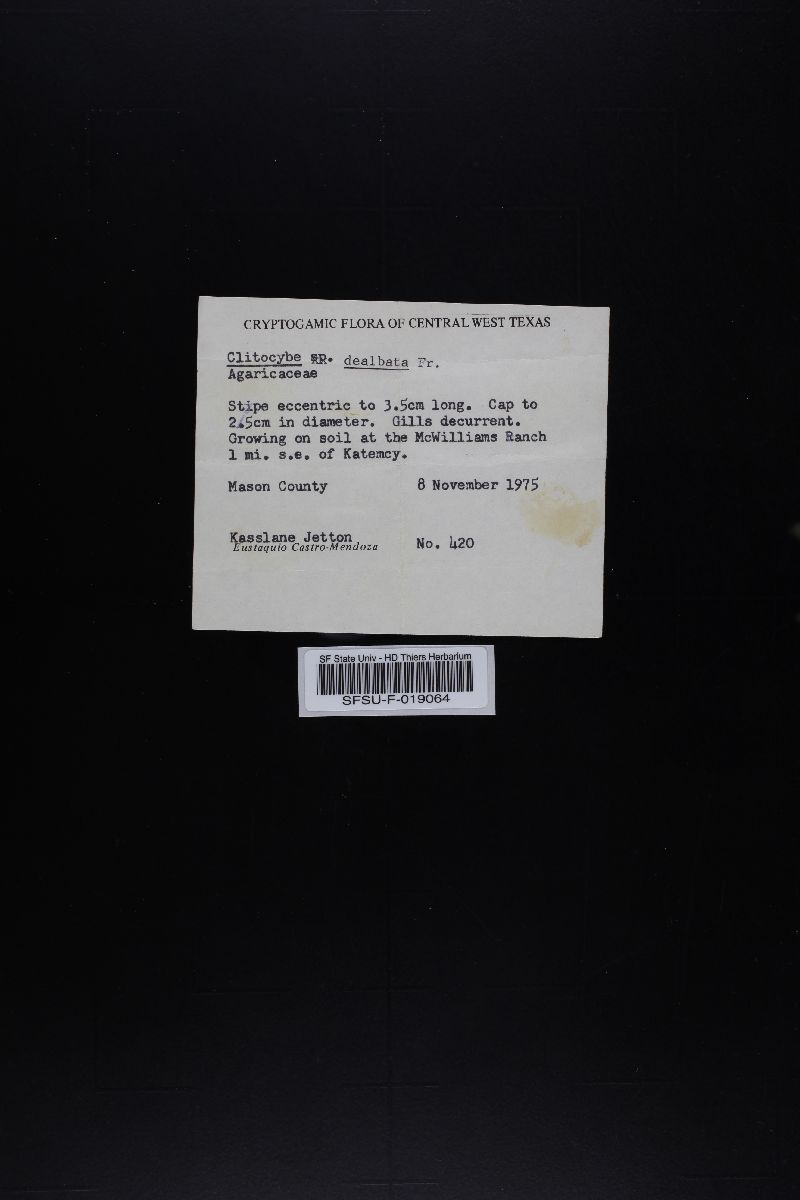 CRYPTOGAMIC FLORA OF CENTRAL WEST TEXAS
Clitocybe dealbata Fr.
Agaricaceae
Stipe eccentric to 3.5cm long. Cap to
2.5cm in diameter. Gills decurrent.
Growing on soil at the McWilliams Ranch
1 mi. s.e. of Katemcy.
Mason County 8 November 1975
Kasslane Jetton
Eustaquio Castro-Mendoza No. 420
SF State Univ - HD Thiers Herbarium
SFSU-F-019064